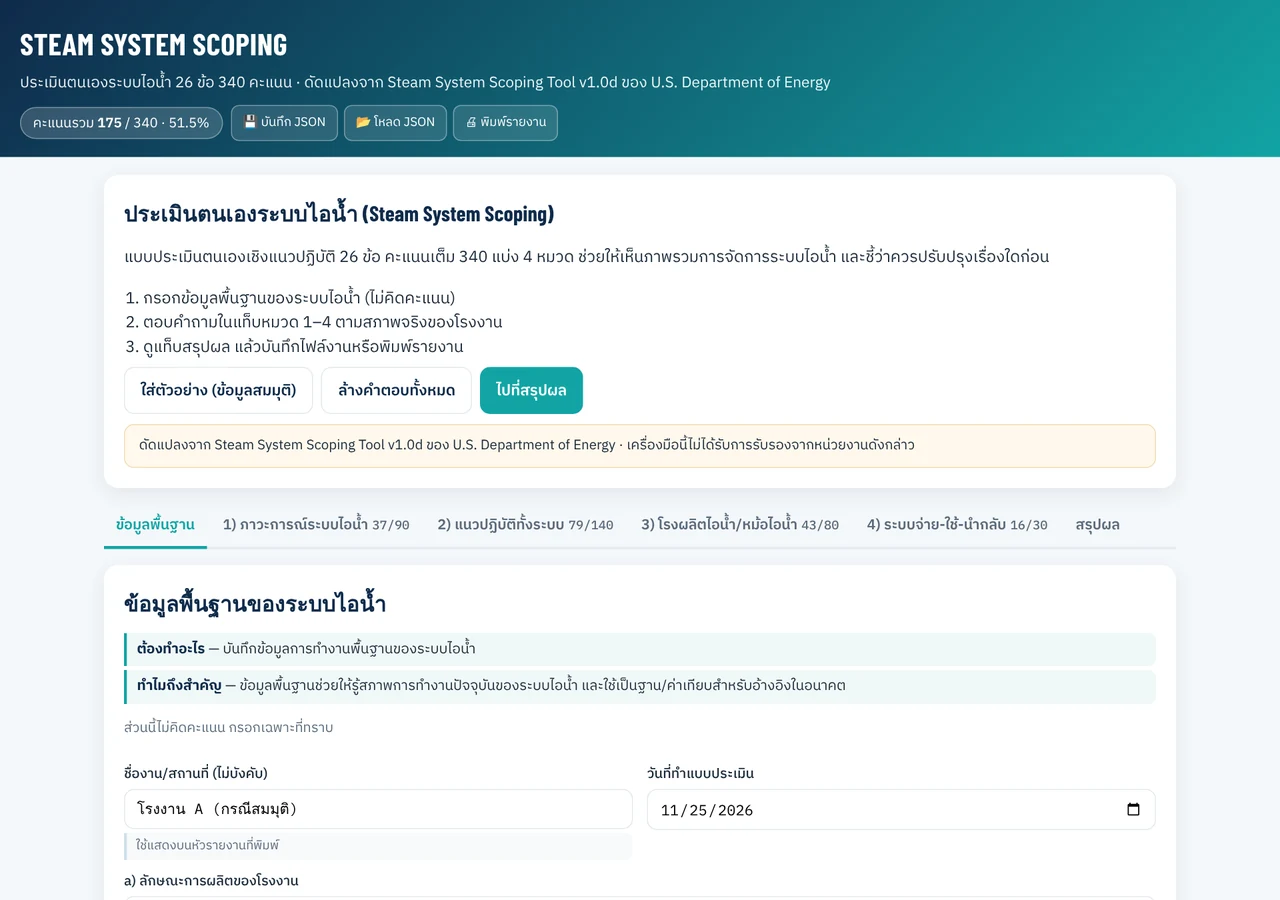 STEAM SYSTEM SCOPING
ประเมินตนเองระบบไอน้ำ 26 ข้อ 340 คะแนน · ดัดแปลงจาก Steam System Scoping Tool v1.0d ของ U.S. Department of Energy
คะแนนรวม 175 / 340 · 51.5%
💾 บันทึก JSON
📂 โหลด JSON
🖨 พิมพ์รายงาน
ประเมินตนเองระบบไอน้ำ (Steam System Scoping)
แบบประเมินตนเองเชิงแนวปฏิบัติ 26 ข้อ คะแนนเต็ม 340 แบ่ง 4 หมวด ช่วยให้เห็นภาพรวมการจัดการระบบไอน้ำ และชี้ว่าควรปรับปรุงเรื่องใดก่อน
1. กรอกข้อมูลพื้นฐานของระบบไอน้ำ (ไม่คิดคะแนน)
2. ตอบคำถามในแท็บหมวด 1–4 ตามสภาพจริงของโรงงาน
3. ดูแท็บสรุปผล แล้วบันทึกไฟล์งานหรือพิมพ์รายงาน
ใส่ตัวอย่าง (ข้อมูลสมมุติ)
ล้างคำตอบทั้งหมด
ไปที่สรุปผล
ดัดแปลงจาก Steam System Scoping Tool v1.0d ของ U.S. Department of Energy · เครื่องมือนี้ไม่ได้รับการรับรองจากหน่วยงานดังกล่าว
ข้อมูลพื้นฐาน
1) ภาวะการณ์ระบบไอน้ำ 37/90
2) แนวปฏิบัติทั้งระบบ 79/140
3) โรงผลิตไอน้ำ/หม้อไอน้ำ 43/80
4) ระบบจ่าย-ใช้-นำกลับ 16/30
สรุปผล
ข้อมูลพื้นฐานของระบบไอน้ำ
ต้องทำอะไร — บันทึกข้อมูลการทำงานพื้นฐานของระบบไอน้ำ
ทำไมถึงสำคัญ — ข้อมูลพื้นฐานช่วยให้รู้สภาพการทำงานปัจจุบันของระบบไอน้ำ และใช้เป็นฐาน/ค่าเทียบสำหรับอ้างอิงในอนาคต
ส่วนนี้ไม่คิดคะแนน กรอกเฉพาะที่ทราบ
ชื่องาน/สถานที่ (ไม่บังคับ)
วันที่ทำแบบประเมิน
โรงงาน A (กรณีสมมุติ)
11/25/2026
ใช้แสดงบนหัวรายงานที่พิมพ์
a) ลักษณะการผลิตของโรงงาน